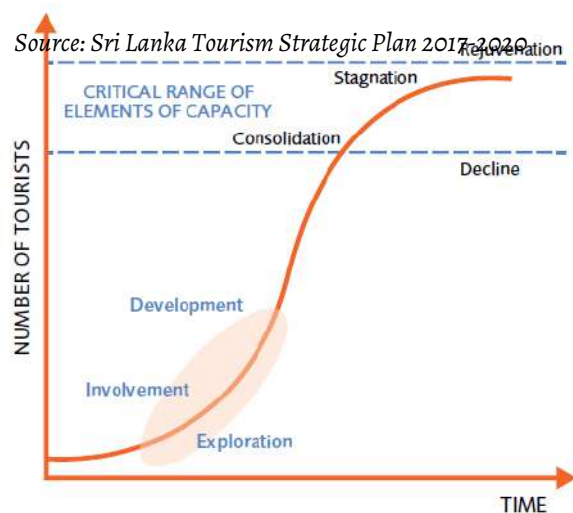 Source: Sri Lanka Tourism Strategic Plan 2017-2020
Rejuvenation
Stagnation
CRITICAL RANGE OF
ELEMENTS OF CAPACITY
Consolidation
Decline
NUMBER OF TOURISTS
Development
Involvement
Exploration
TIME